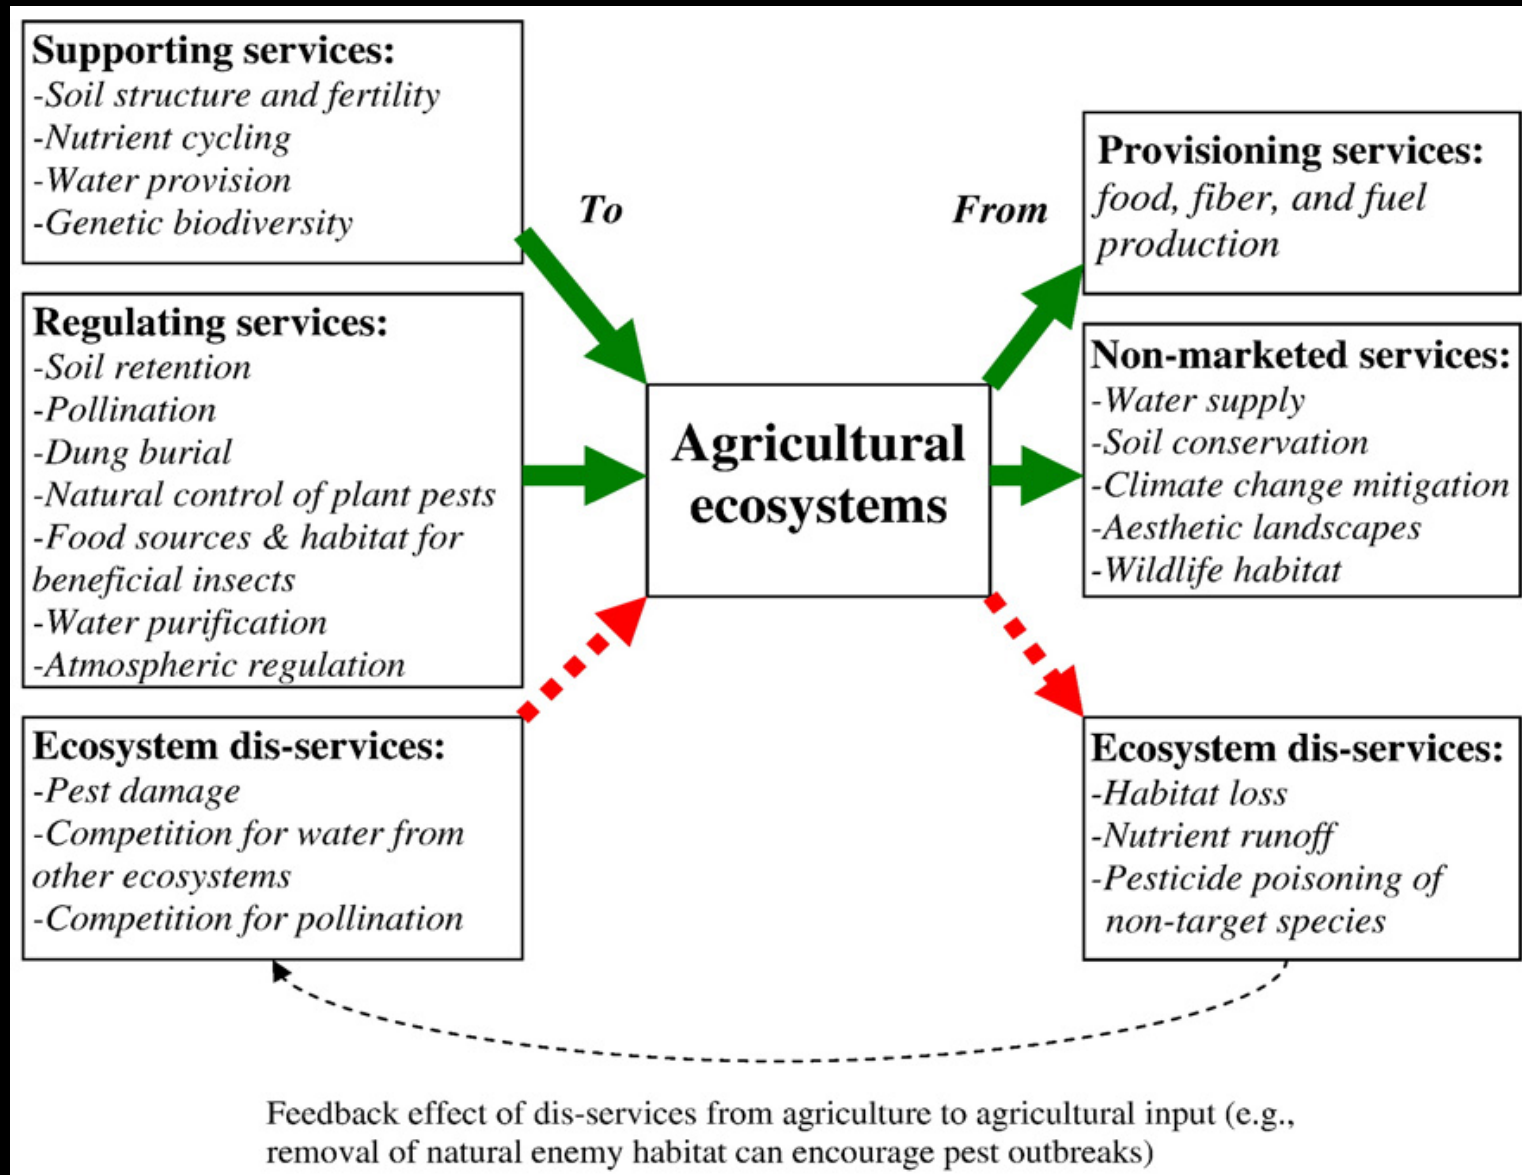 Supporting services:
-Soil structure and fertility
-Nutrient cycling
-Water provision
-Genetic biodiversity
Regulating services:
-Soil retention
-Pollination
-Dung burial
-Natural control of plant pests
-Food sources & habitat for
beneficial insects
-Water purification
-Atmospheric regulation
Ecosystem dis-services:
-Pest damage
-Competition for water from
other ecosystems
-Competition for pollination
To
Agricultural
ecosystems
From
Provisioning services:
food, fiber, and fuel
production
Non-marketed services:
-Water supply
-Soil conservation
-Climate change mitigation
-Aesthetic landscapes
-Wildlife habitat
Ecosystem dis-services:
-Habitat loss
-Nutrient runoff
-Pesticide poisoning of
non-target species
Feedback effect of dis-services from agriculture to agricultural input (e.g.,
removal of natural enemy habitat can encourage pest outbreaks)